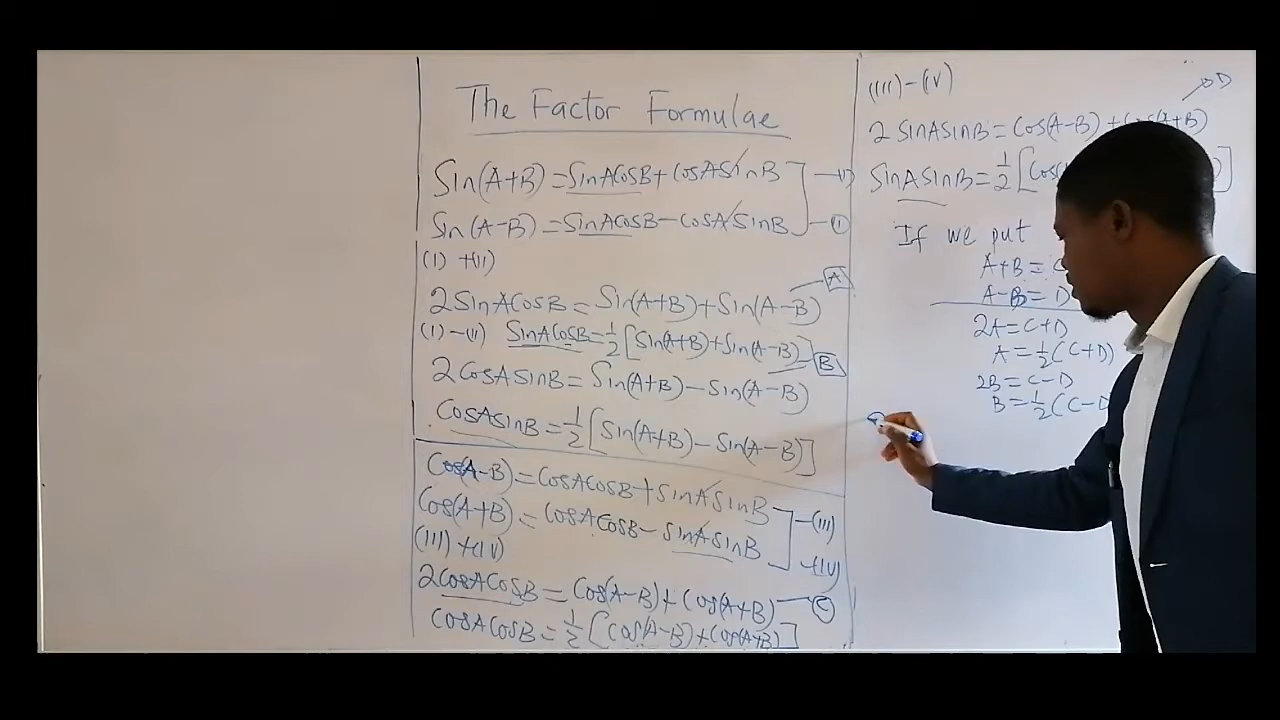 The Factor Formulae
Sin(A+B) = SinACosB + CosASinB —(I)
Sin(A-B) = SinACosB - CosASinB —(I)
(I) + (II)
2SinACosB = Sin(A+B) + Sin(A-B) A
(I) - (II) SinACosB = 1/2 [Sin(A+B) + Sin(A-B)] B
2CosASinB = Sin(A+B) - Sin(A-B)
CosASinB = 1/2 [Sin(A+B) - Sin(A-B)]
Cos(A-B) = CosACosB + SinASinB —(III)
Cos(A+B) = CosACosB - SinASinB —(IV)
(III) + (IV)
2CosACosB = Cos(A-B) + Cos(A+B) — C
CosACosB = 1/2 [Cos(A-B) + Cos(A+B)]
(III) - (IV)
D
2SinASinB = Cos(A-B) + Cos(A+B)
SinASinB = 1/2 [Cos( ]
If we put
A+B = C
A-B = D
2A = C+D
A = 1/2 (C+D)
2B = C-D
B = 1/2 (C-D